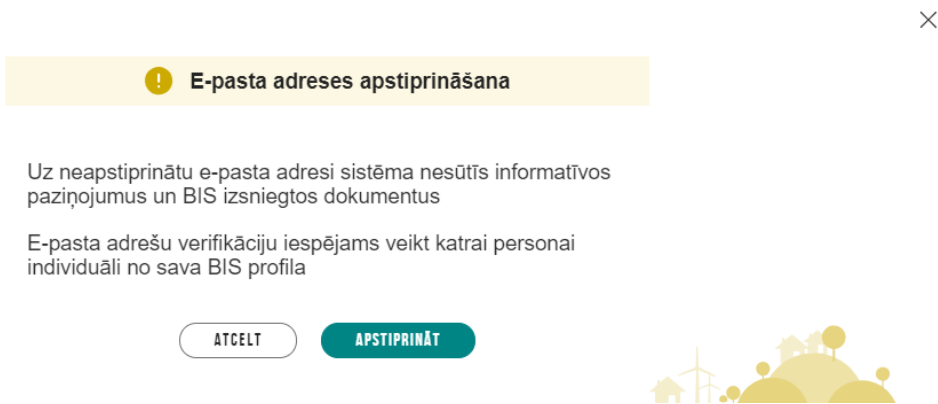 E-pasta adreses apstiprināšana
Uz neapstiprinātu e-pasta adresi sistēma nesūtīs informatīvos
paziņojumus un BIS izsniegtos dokumentus
E-pasta adrešu verifikāciju iespējams veikt katrai personai
individuāli no sava BIS profila
ATCELT
APSTIPRINĀT